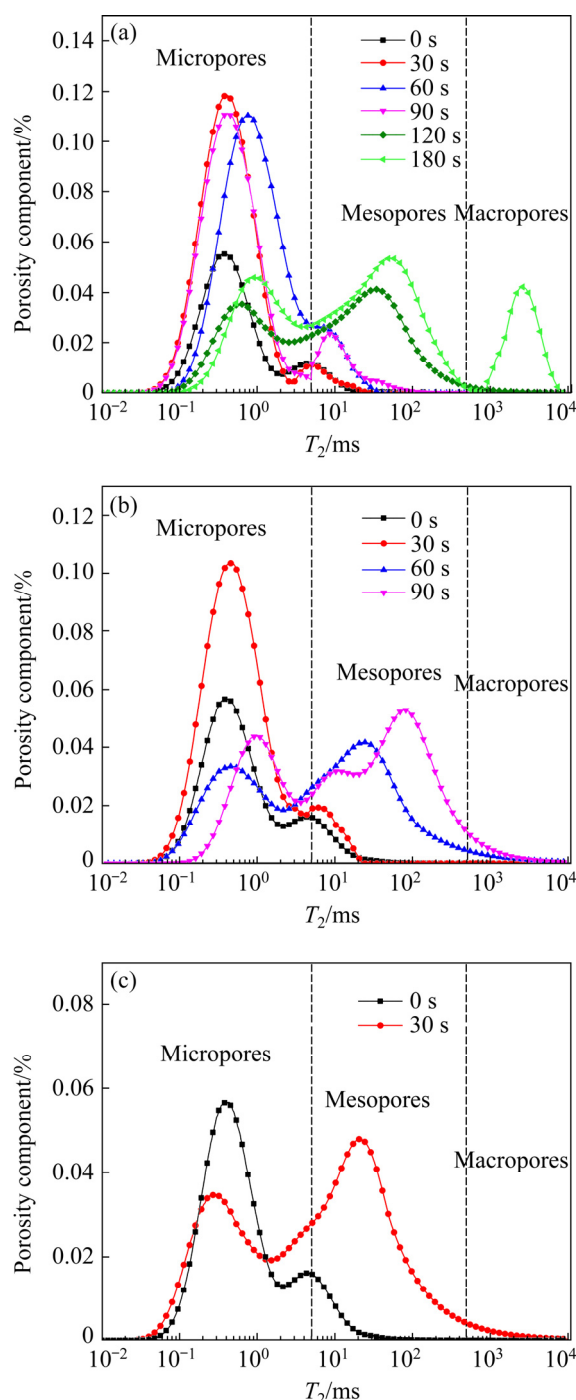 (a)
0 s
30 s
60 s
90 s
120 s
180 s
Micropores
Mesopores
Macropores
Porosity component/%
0.14
0.12
0.10
0.08
0.06
0.04
0.02
0
10⁻² 10⁻¹ 10⁰ 10¹ 10² 10³ 10⁴
T₂/ms
(b)
0 s
30 s
60 s
90 s
Micropores
Mesopores
Macropores
Porosity component/%
0.12
0.10
0.08
0.06
0.04
0.02
0
10⁻² 10⁻¹ 10⁰ 10¹ 10² 10³ 10⁴
T₂/ms
(c)
0 s
30 s
Micropores
Mesopores
Macropores
Porosity component/%
0.08
0.06
0.04
0.02
0
10⁻² 10⁻¹ 10⁰ 10¹ 10² 10³ 10⁴
T₂/ms